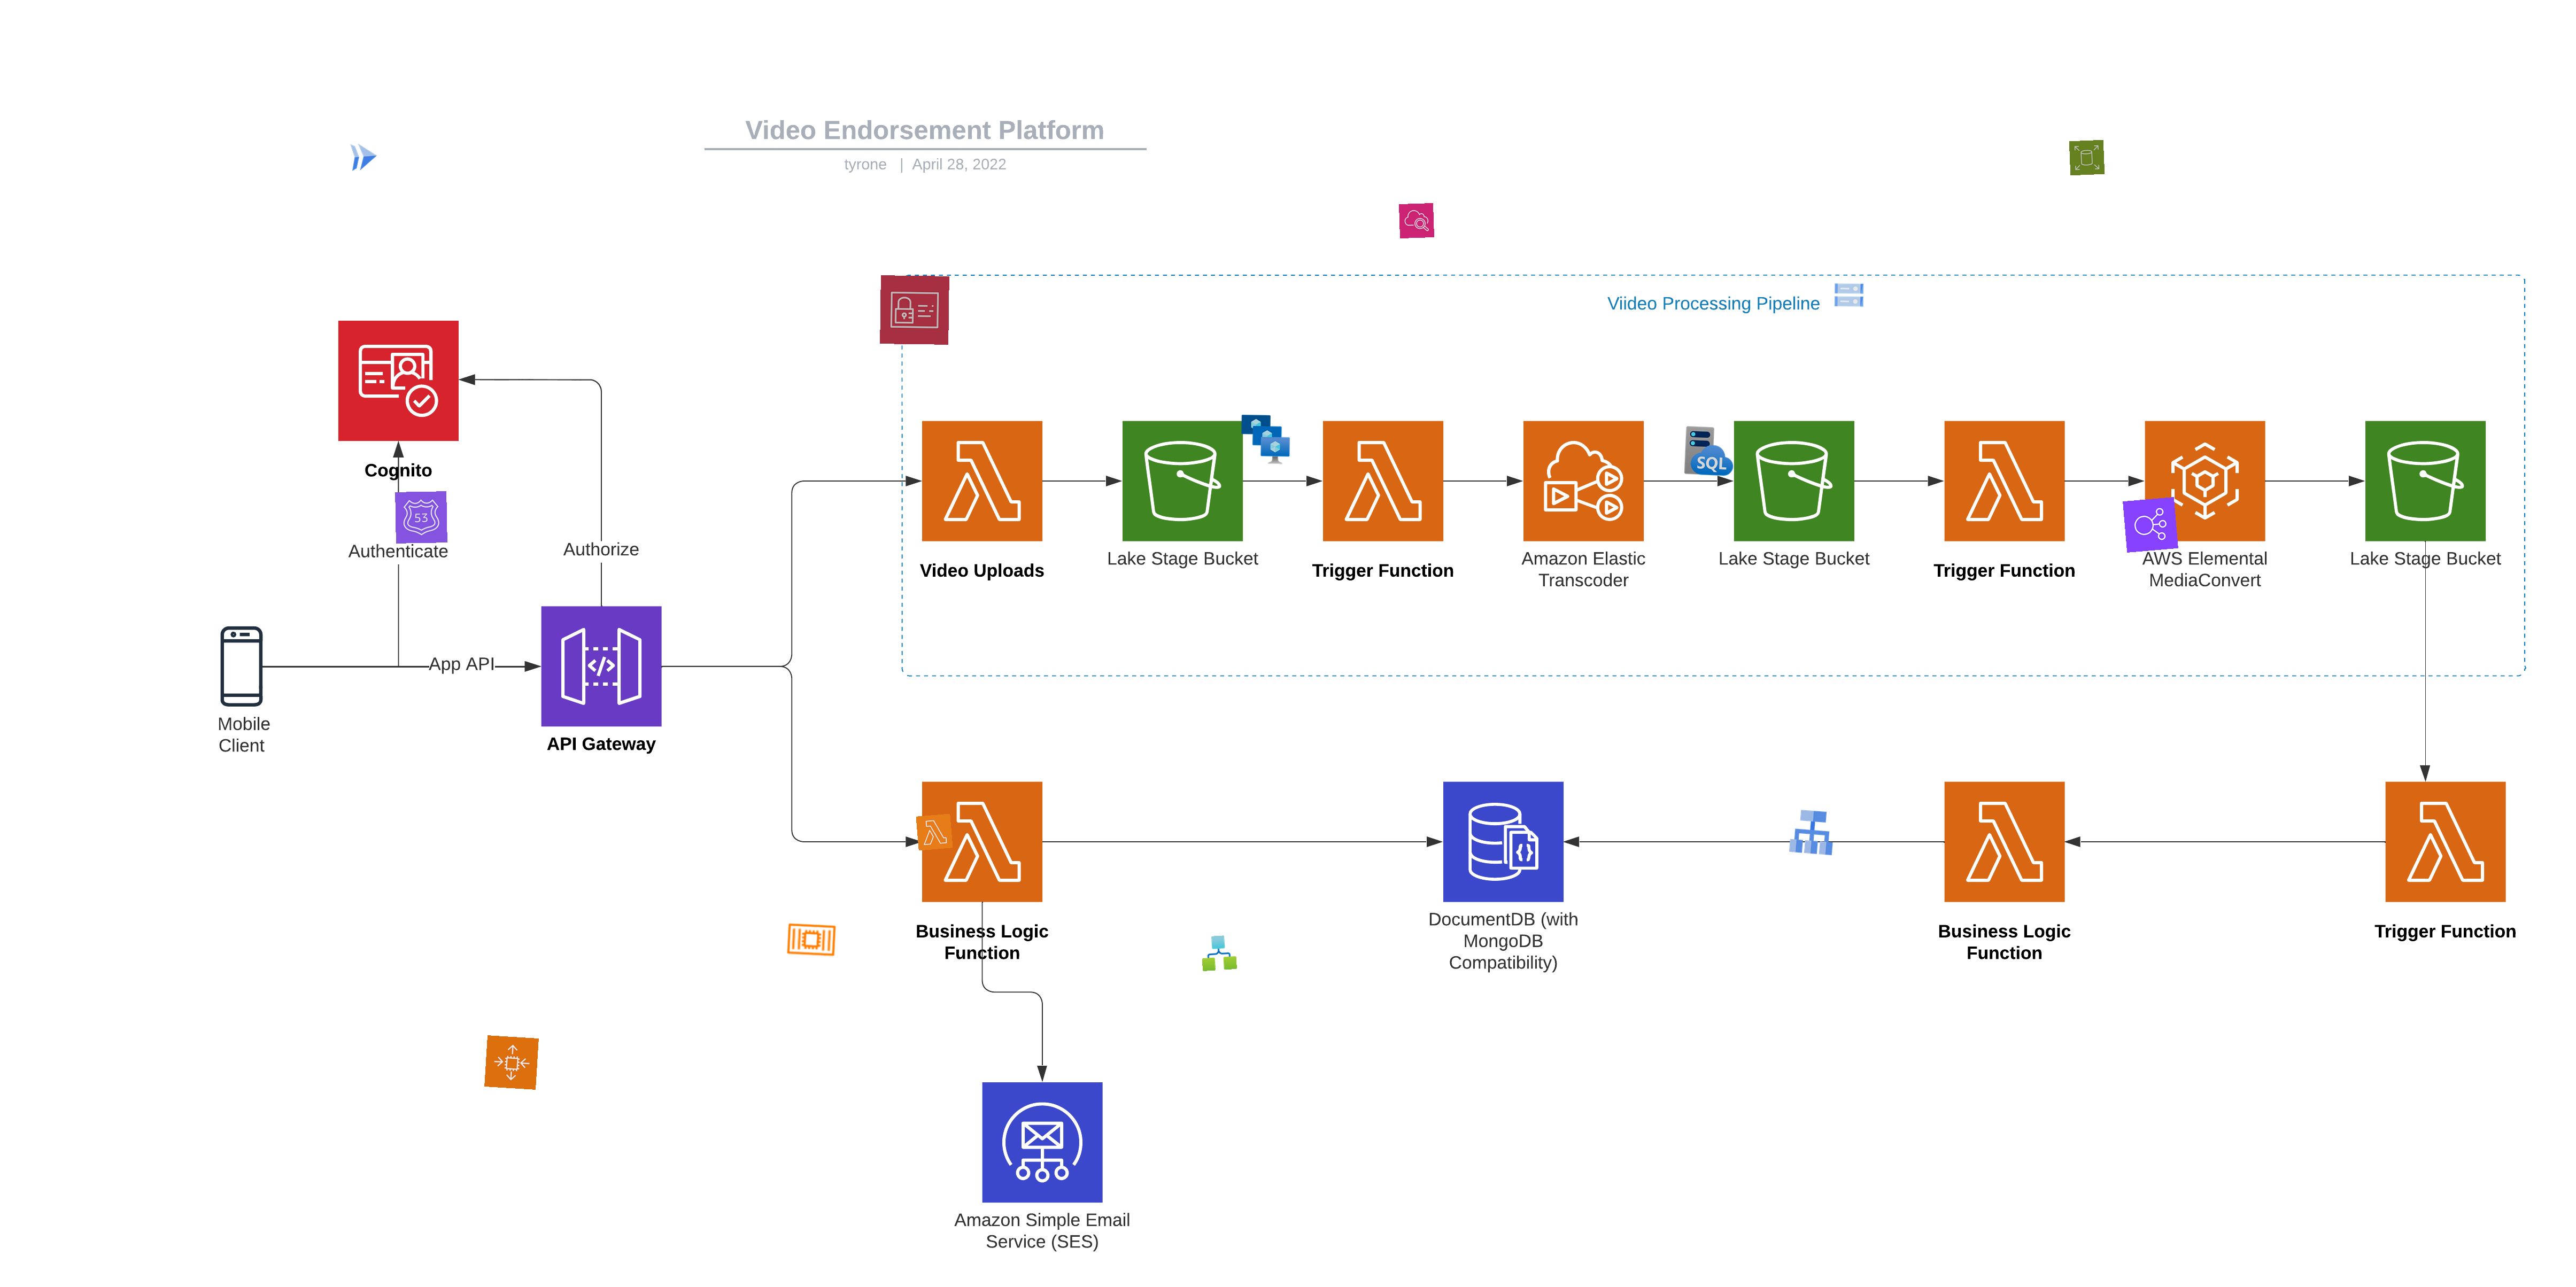 Video Endorsement Platform
tyrone | April 28, 2022
Viideo Processing Pipeline
Cognito
53
Authenticate
Authorize
SQL
Video Uploads
Lake Stage Bucket
Trigger Function
Amazon Elastic
Transcoder
Lake Stage Bucket
Trigger Function
AWS Elemental
MediaConvert
Lake Stage Bucket
App API
Mobile
Client
API Gateway
Business Logic
Function
DocumentDB (with
MongoDB
Compatibility)
Business Logic
Function
Trigger Function
Amazon Simple Email
Service (SES)